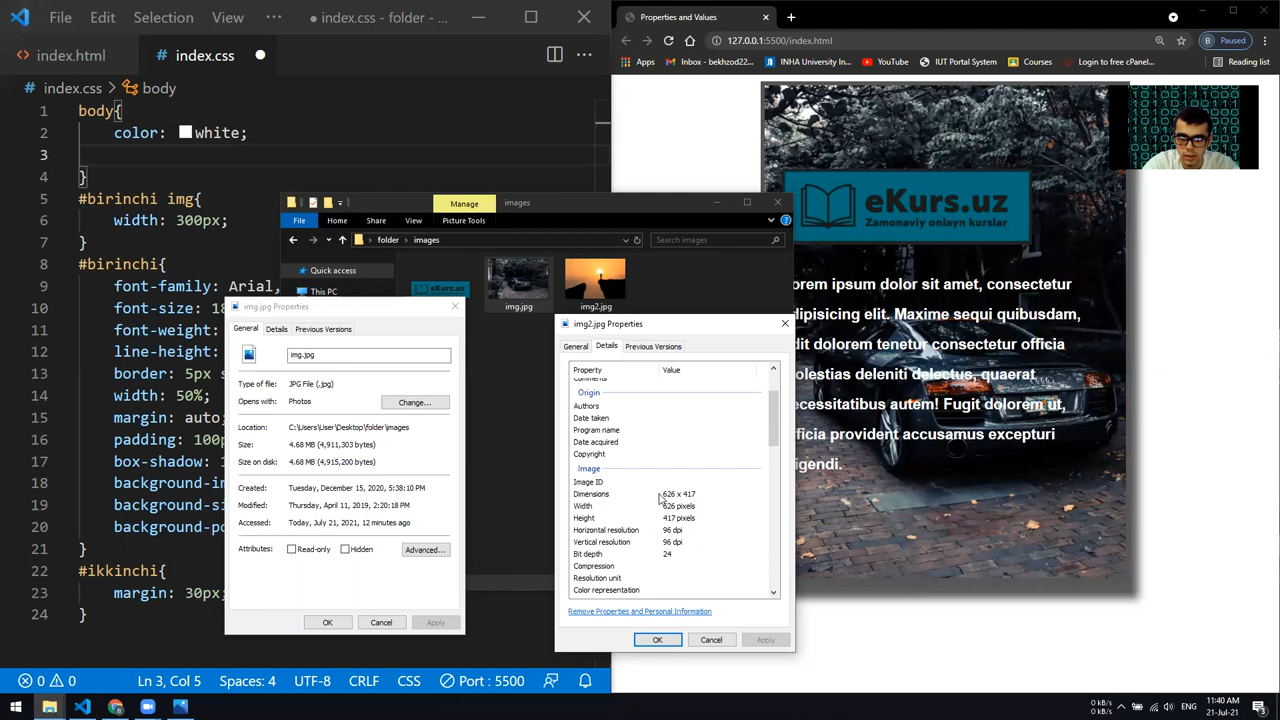 File Edit Selection View ● index.css - folder - ...
<> index.html
# index.css ●
# index.css > body
1 body{
2 color: white;
3
4 }
5 #birinchi img{
6 width: 300px;
7 }
8 #birinchi{
9 font-family: Arial,
10 font-size: 18
11 font-weight:
12 line-height:
13 border: 5px s
14 width: 50%;
15 margin: auto;
16 padding: 100p
17 box-shadow: 1
18 background-im
19 background-re
20 background-po
21 }
22 #ikkinchi{
23 margin: 30px;
24 }
0 0 Ln 3, Col 5 Spaces: 4 UTF-8 CRLF CSS Port : 5500
Manage images
File Home Share View Picture Tools
folder > images
Search images
Quick access
This PC
eKurs.uz
img.jpg
img2.jpg
img.jpg Properties
General Details Previous Versions
img.jpg
Type of file: JPG File (.jpg)
Opens with: Photos Change...
Location: C:\Users\User\Desktop\folder\images
Size: 4.68 MB (4,911,303 bytes)
Size on disk: 4.68 MB (4,915,200 bytes)
Created: Tuesday, December 15, 2020, 5:38:10 PM
Modified: Thursday, April 11, 2019, 2:20:18 PM
Accessed: Today, July 21, 2021, 12 minutes ago
Attributes: Read-only Hidden Advanced...
OK Cancel Apply
img2.jpg Properties
General Details Previous Versions
Property Value
Comments
Origin
Authors
Date taken
Program name
Date acquired
Copyright
Image
Image ID
Dimensions 626 x 417
Width 626 pixels
Height 417 pixels
Horizontal resolution 96 dpi
Vertical resolution 96 dpi
Bit depth 24
Compression
Resolution unit
Color representation
Remove Properties and Personal Information
OK Cancel Apply
Properties and Values
127.0.0.1:5500/index.html
B Paused
Apps Inbox - bekhzod22... INHA University In... YouTube IUT Portal System Courses Login to free cPanel... Reading list
eKurs.uz
Zamonaviy onlayn kurslar
orem ipsum dolor sit amet, consectetur
dipisicing elit. Maxime sequi quibusdam,
dit dolorem tenetur consectetur officia
olestias deleniti delectus, quaerat
ecessitatibus autem! Fugit dolorem ut,
fficia provident accusamus excepturi
igendi.
0 kB/s
0 kB/s
ENG
11:40 AM
21-Jul-21
3